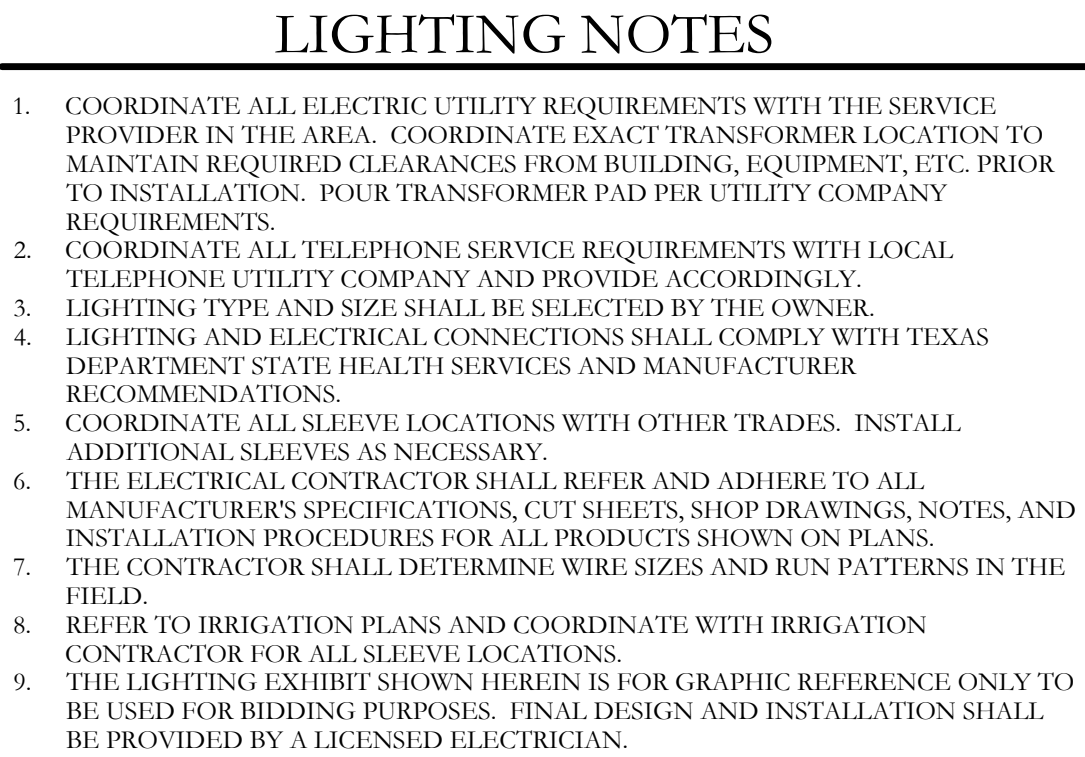 LIGHTING NOTES
1. COORDINATE ALL ELECTRIC UTILITY REQUIREMENTS WITH THE SERVICE
PROVIDER IN THE AREA. COORDINATE EXACT TRANSFORMER LOCATION TO
MAINTAIN REQUIRED CLEARANCES FROM BUILDING, EQUIPMENT, ETC. PRIOR
TO INSTALLATION. POUR TRANSFORMER PAD PER UTILITY COMPANY
REQUIREMENTS.
2. COORDINATE ALL TELEPHONE SERVICE REQUIREMENTS WITH LOCAL
TELEPHONE UTILITY COMPANY AND PROVIDE ACCORDINGLY.
3. LIGHTING TYPE AND SIZE SHALL BE SELECTED BY THE OWNER.
4. LIGHTING AND ELECTRICAL CONNECTIONS SHALL COMPLY WITH TEXAS
DEPARTMENT STATE HEALTH SERVICES AND MANUFACTURER
RECOMMENDATIONS.
5. COORDINATE ALL SLEEVE LOCATIONS WITH OTHER TRADES. INSTALL
ADDITIONAL SLEEVES AS NECESSARY.
6. THE ELECTRICAL CONTRACTOR SHALL REFER AND ADHERE TO ALL
MANUFACTURER'S SPECIFICATIONS, CUT SHEETS, SHOP DRAWINGS, NOTES, AND
INSTALLATION PROCEDURES FOR ALL PRODUCTS SHOWN ON PLANS.
7. THE CONTRACTOR SHALL DETERMINE WIRE SIZES AND RUN PATTERNS IN THE
FIELD.
8. REFER TO IRRIGATION PLANS AND COORDINATE WITH IRRIGATION
CONTRACTOR FOR ALL SLEEVE LOCATIONS.
9. THE LIGHTING EXHIBIT SHOWN HEREIN IS FOR GRAPHIC REFERENCE ONLY TO
BE USED FOR BIDDING PURPOSES. FINAL DESIGN AND INSTALLATION SHALL
BE PROVIDED BY A LICENSED ELECTRICIAN.